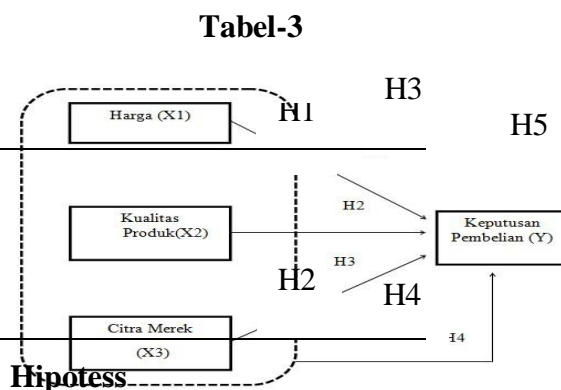 Tabel-3
H3
Harga (X1)
H1
H5
H2
Kualitas
Produk(X2)
Keputusan
Pembelian (Y)
H3
H2
H4
Citra Merek
(X3)
Hipotess